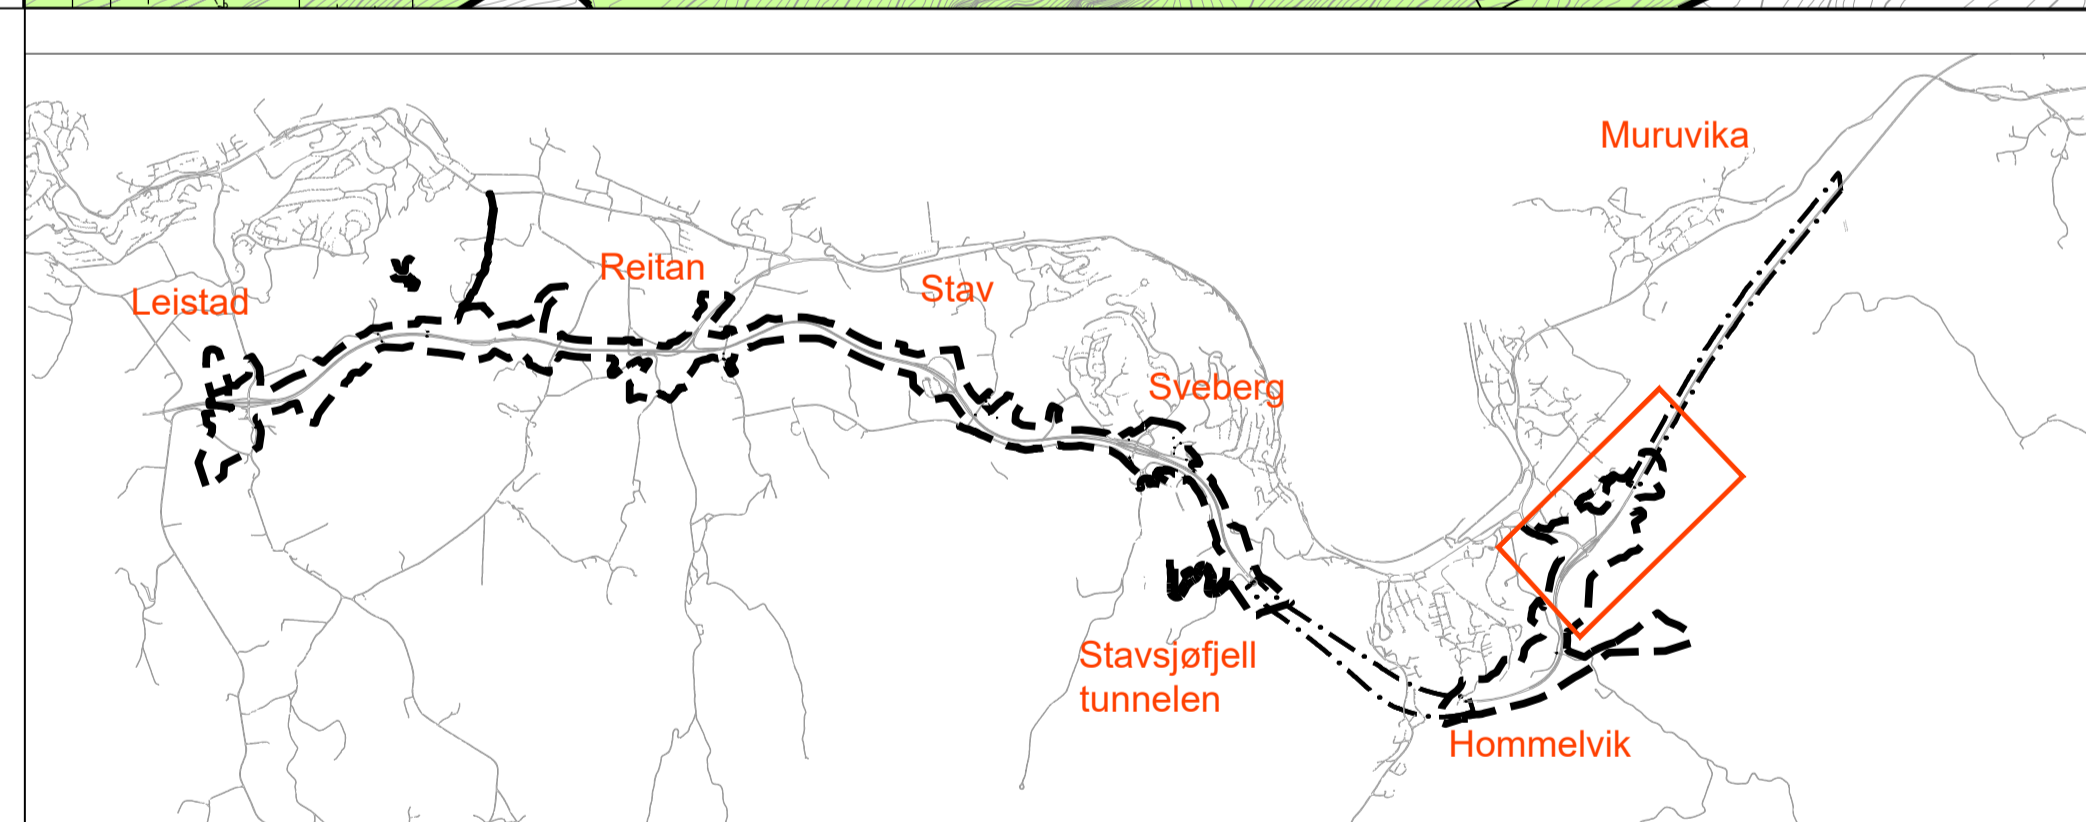 Muruvika
Reitan
Stav
Leistad
Sveberg
Stavsjøfjell
tunnelen
Hommelvik